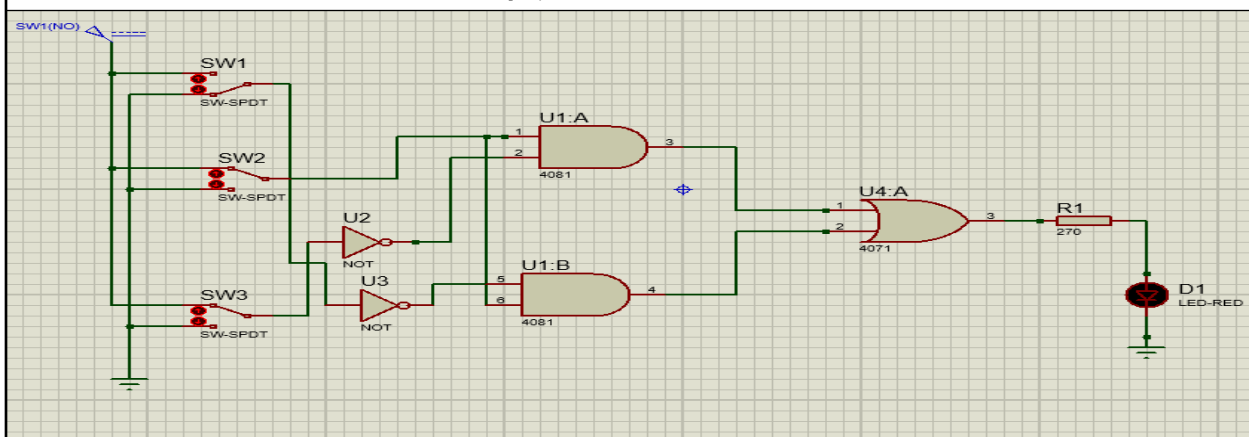 SW1(NO)
SW1
SW-SPDT
SW2
SW-SPDT
SW3
SW-SPDT
U2
NOT
U3
NOT
U1:A
1
2
3
4081
U1:B
5
6
4
4081
U4:A
1
2
3
4071
R1
270
D1
LED-RED